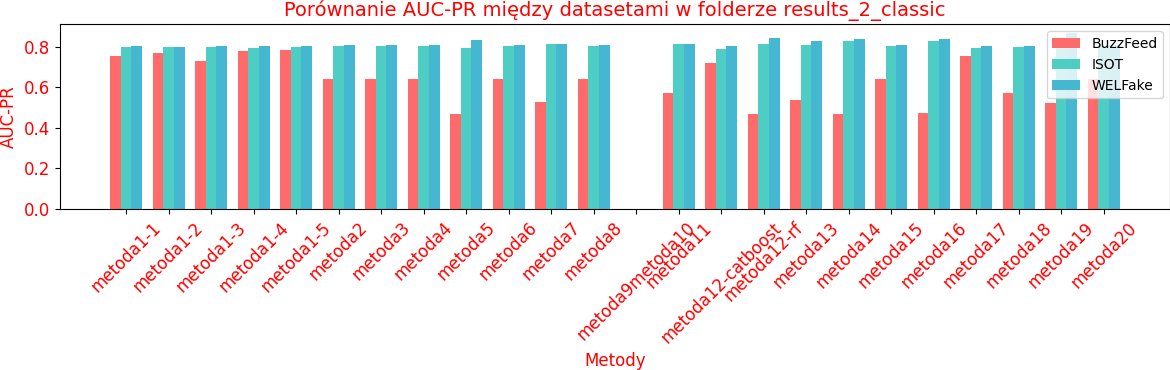 Porównanie AUC-PR między datasetami w folderze results_2_classic
AUC-PR
0.8
0.6
0.4
0.2
0.0
BuzzFeed
ISOT
WELFake
metoda1-1
metoda1-2
metoda1-3
metoda1-4
metoda1-5
metoda2
metoda3
metoda4
metoda5
metoda6
metoda7
metoda8
metoda9metoda10
metoda11
metoda12-catboost
metoda12-rf
metoda13
metoda14
metoda15
metoda16
metoda17
metoda18
metoda19
metoda20
Metody